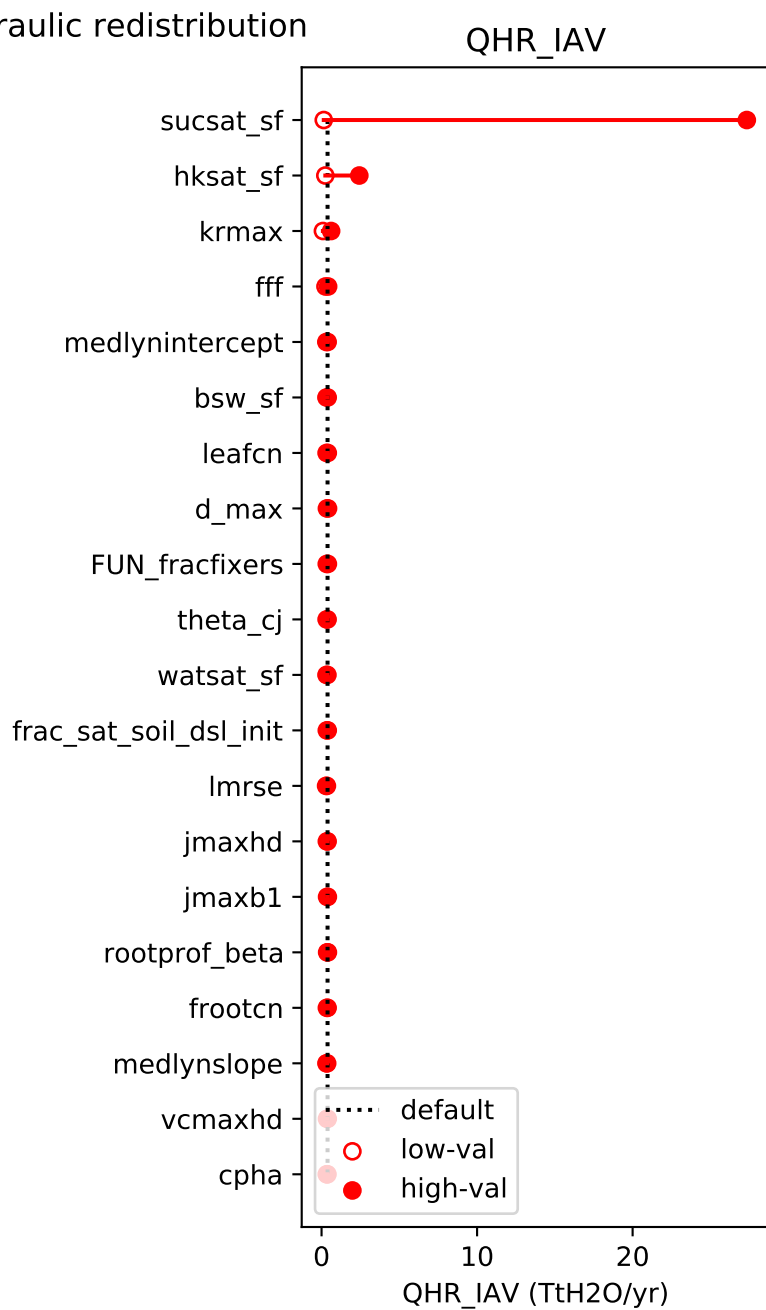 raulic redistribution
QHR_IAV
sucsat_sf
hksat_sf
krmax
fff
medlynintercept
bsw_sf
leafcn
d_max
FUN_fracfixers
theta_cj
watsat_sf
frac_sat_soil_dsl_init
lmrse
jmaxhd
jmaxb1
rootprof_beta
frootcn
medlynslope
vcmaxhd
cpha
default
low-val
high-val
0 10 20
QHR_IAV (TtH2O/yr)